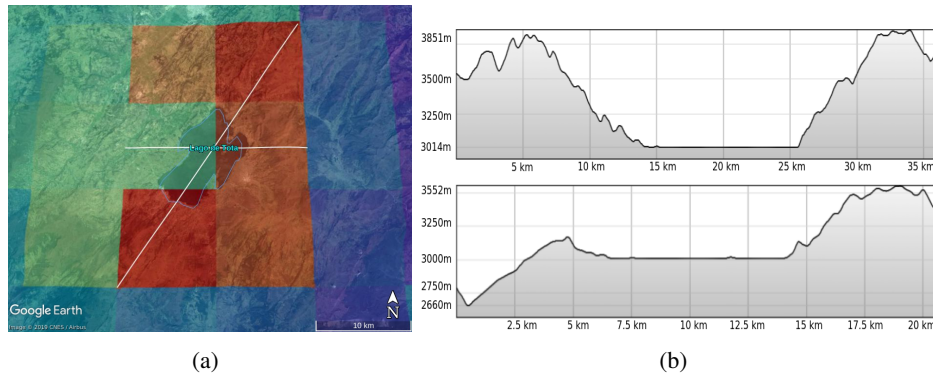 Lago de Tota
Google Earth
Image © 2019 CNES / Airbus
N
10 km
(a)
3851m
3500m
3250m
3014m
5 km 10 km 15 km 20 km 25 km 30 km 35 km
3552m
3250m
3000m
2750m
2660m
2.5 km 5 km 7.5 km 10 km 12.5 km 15 km 17.5 km 20 km
(b)